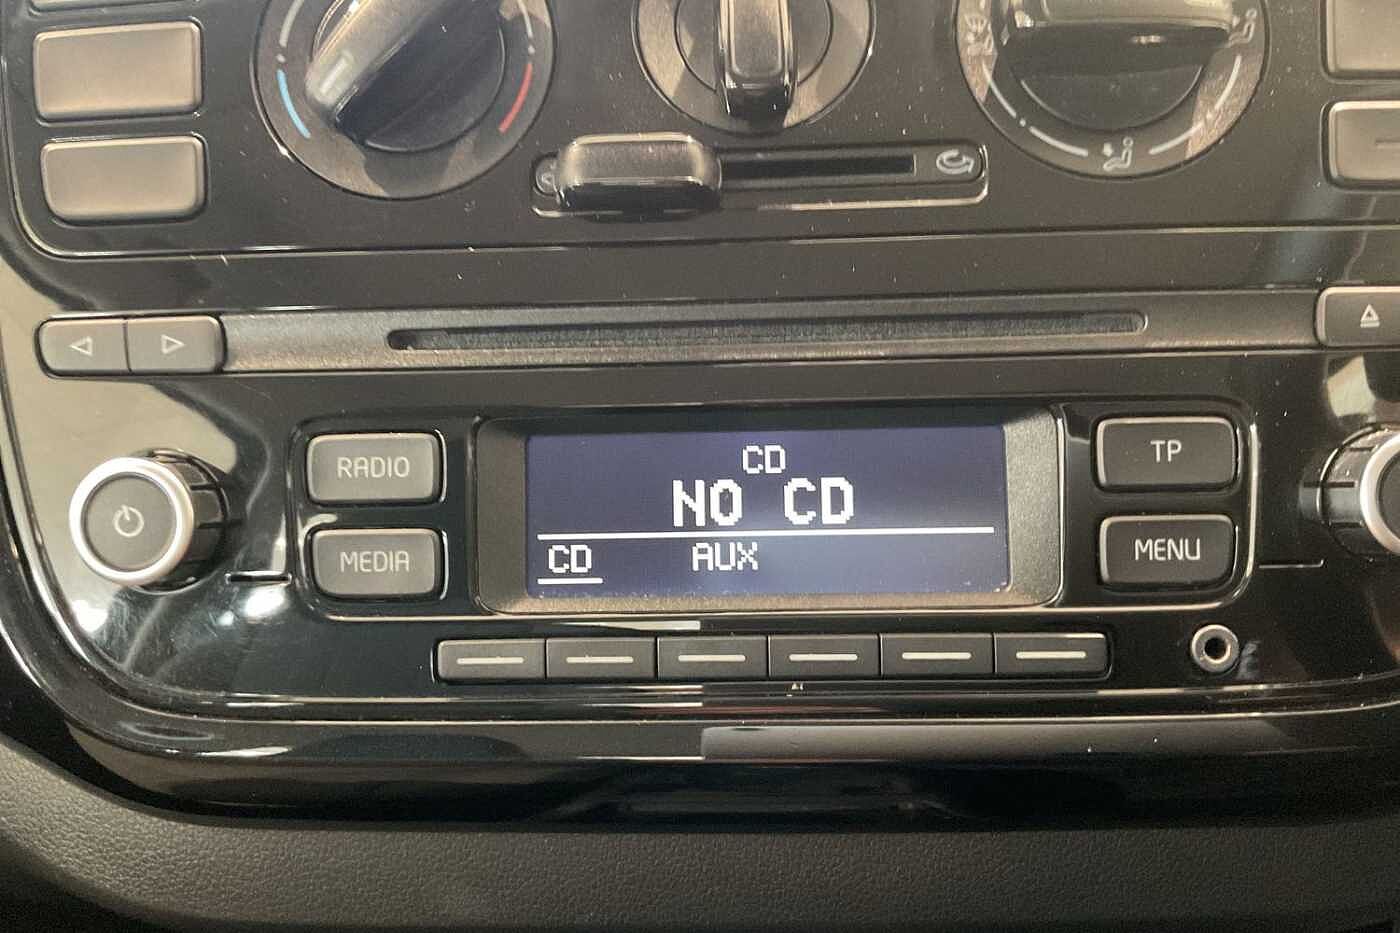 RADIO
MEDIA
CD
NO CD
CD AUX
TP
MENU